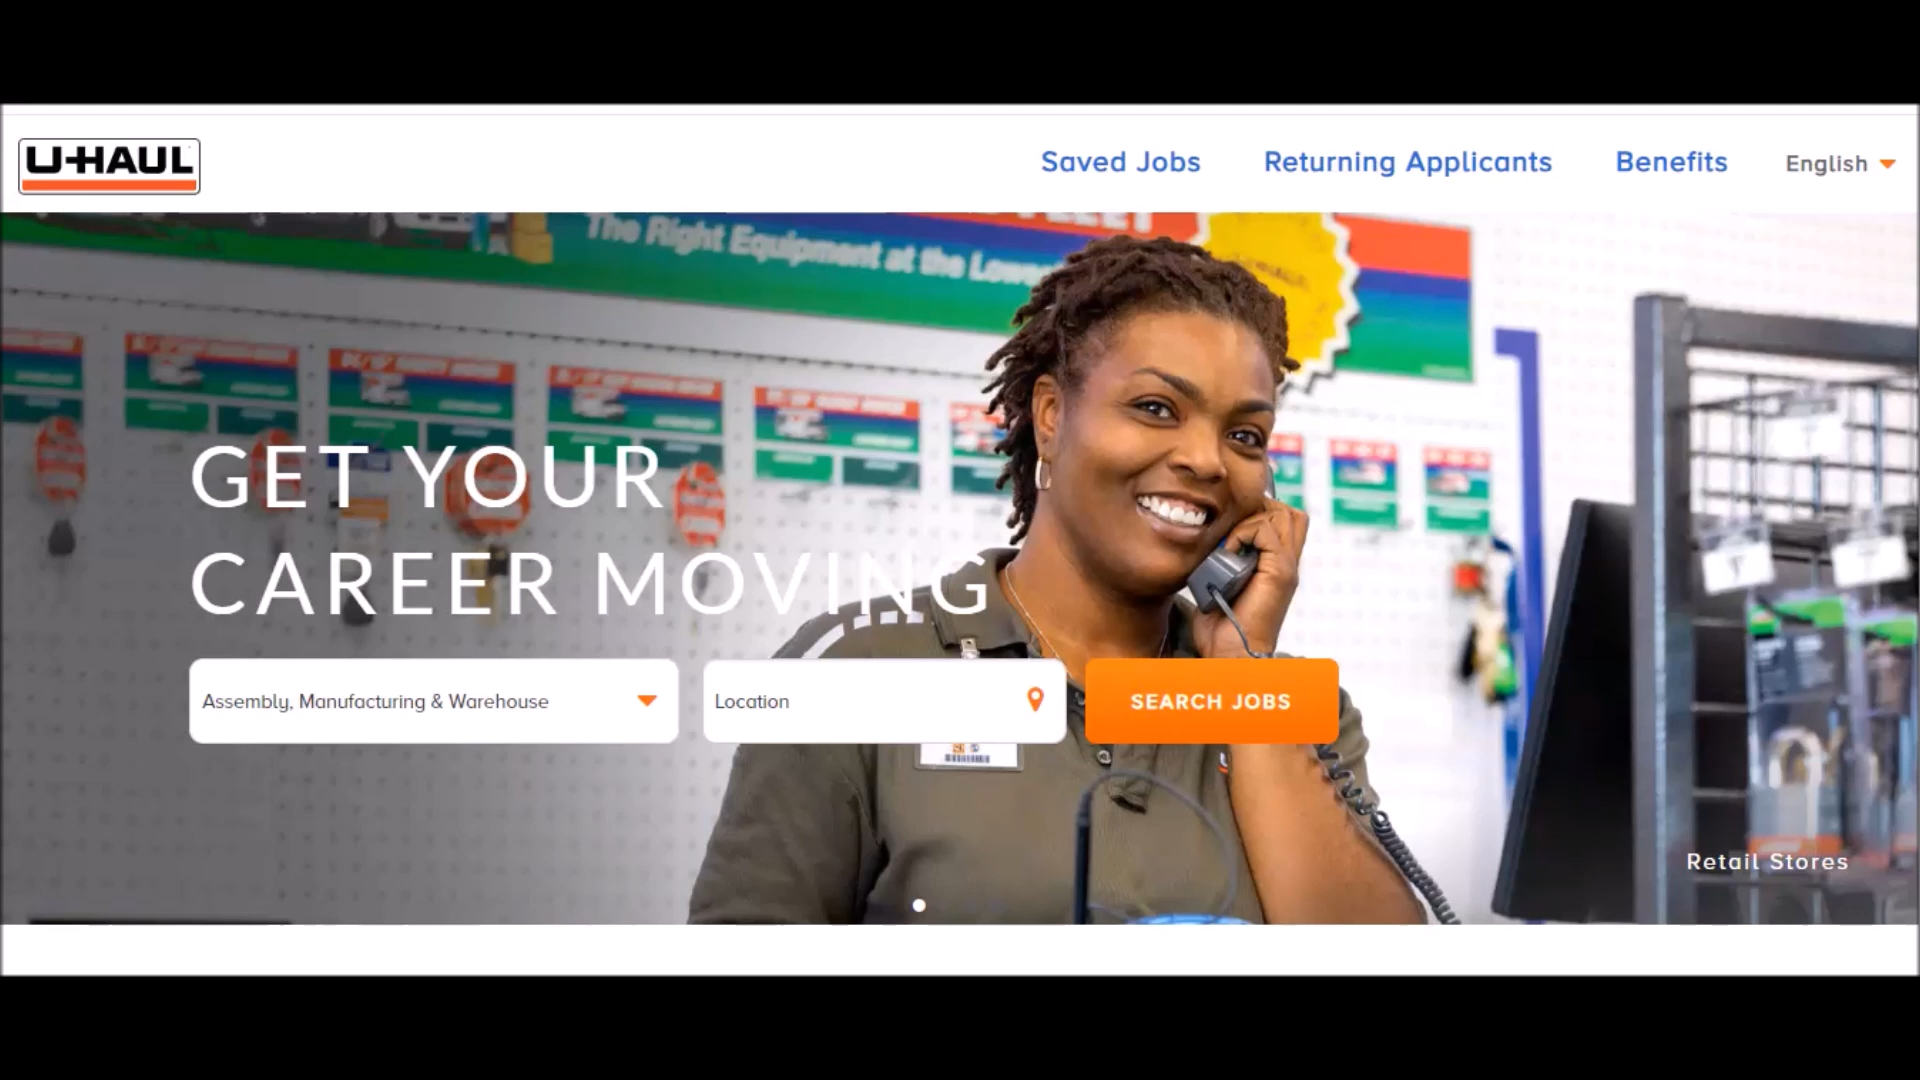 U-HAUL
Saved Jobs
Returning Applicants
Benefits
English
The Right Equipment at the
GET YOUR
CAREER MOVING
Assembly, Manufacturing & Warehouse
Location
SEARCH JOBS
Retail Stores